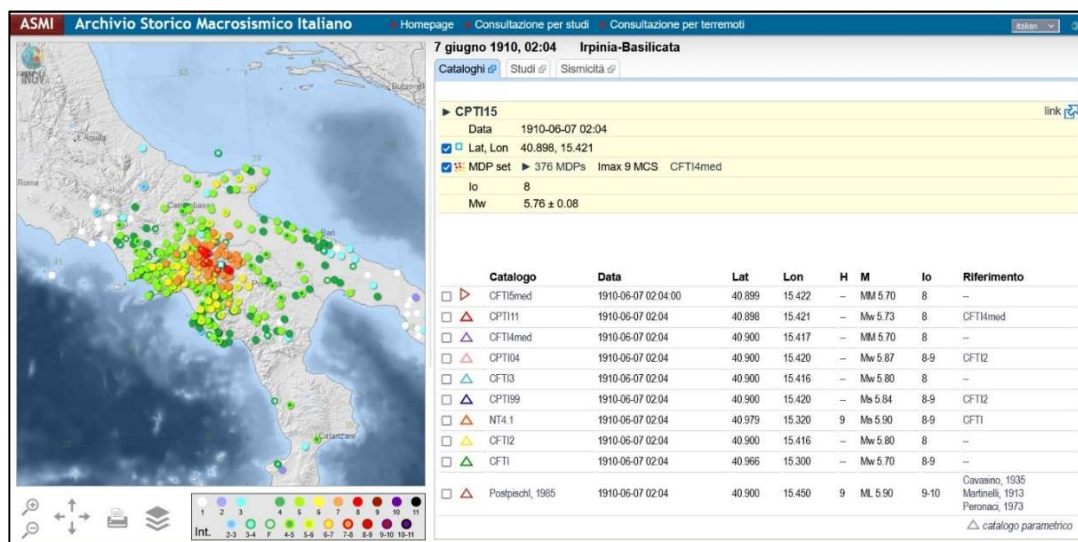 ASMI Archivio Storico Macrosismico Italiano Homepage Consultazione per studi Consultazione per terremoti italian
7 giugno 1910, 02:04 Irpinia-Basilicata
Cataloghi Studi Sismicità
► CPTI15 link
Data 1910-06-07 02:04
Lat, Lon 40.898, 15.421
MDP set ► 376 MDPs Imax 9 MCS CFTI4med
Io 8
Mw 5.76 ± 0.08
Catalogo Data Lat Lon H M Io Riferimento
CFTI5med 1910-06-07 02:04:00 40.899 15.422 -- MM 5.70 8 --
CPTI11 1910-06-07 02:04 40.898 15.421 -- Mw 5.73 8 CFTI4med
CFTI4med 1910-06-07 02:04 40.900 15.417 -- MM 5.70 8 --
CPTI04 1910-06-07 02:04 40.900 15.420 -- Mw 5.87 8-9 CFTI2
CFTI3 1910-06-07 02:04 40.900 15.416 -- Mw 5.80 8 --
CPTI99 1910-06-07 02:04 40.900 15.420 -- Ms 5.84 8-9 CFTI2
NT4.1 1910-06-07 02:04 40.979 15.320 9 Ms 5.90 8-9 CFTI
CFTI2 1910-06-07 02:04 40.900 15.416 -- Mw 5.80 8 --
CFTI 1910-06-07 02:04 40.966 15.300 -- Mw 5.70 8-9 --
Postpischl, 1985 1910-06-07 02:04 40.900 15.450 9 ML 5.90 9-10 Cavasino, 1935
Martinelli, 1913
Peronaci, 1973
△ catalogo parametrico
INGV
L'Aquila
Roma
Campobasso
Bari
Potenza
Catanzaro
1 2 3 4 5 6 7 8 9 10 11
Int. 2-3 3-4 F 4-5 5-6 6-7 7-8 8-9 9-10 10-11